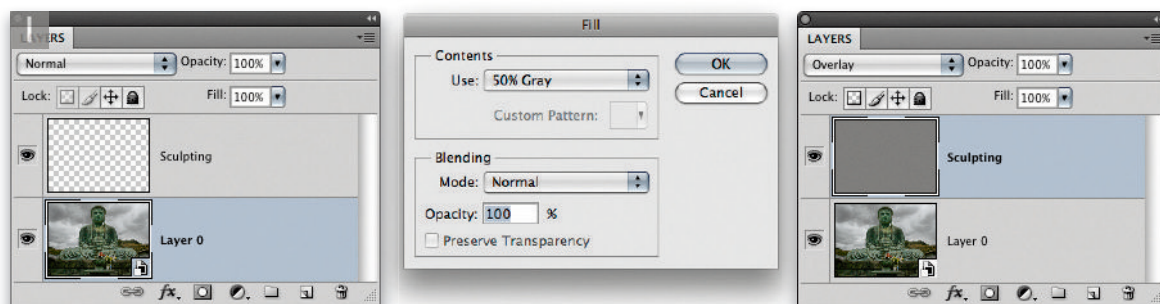 LAYERS
Normal Opacity: 100%
Lock: Fill: 100%
Sculpting
Layer 0
fx.
Fill
Contents
Use: 50% Gray
Custom Pattern:
Blending
Mode: Normal
Opacity: 100 %
Preserve Transparency
OK
Cancel
LAYERS
Overlay Opacity: 100%
Lock: Fill: 100%
Sculpting
Layer 0
fx.